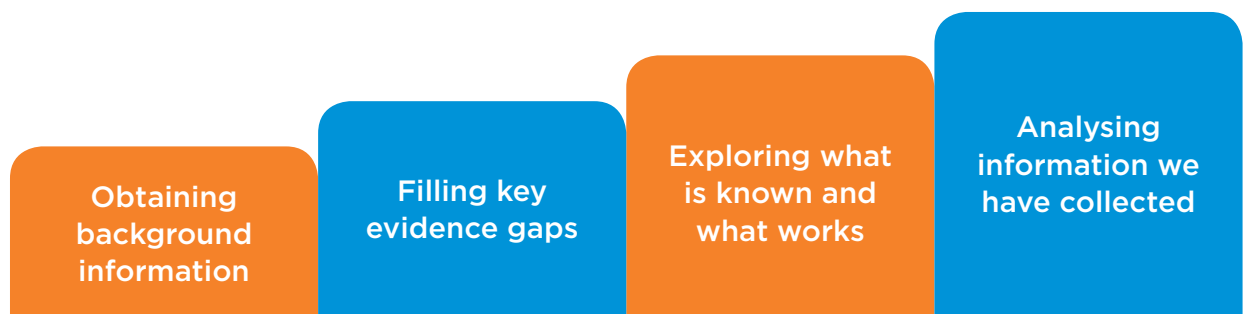 Obtaining
background
information
Filling key
evidence gaps
Exploring what
is known and
what works
Analysing
information we
have collected